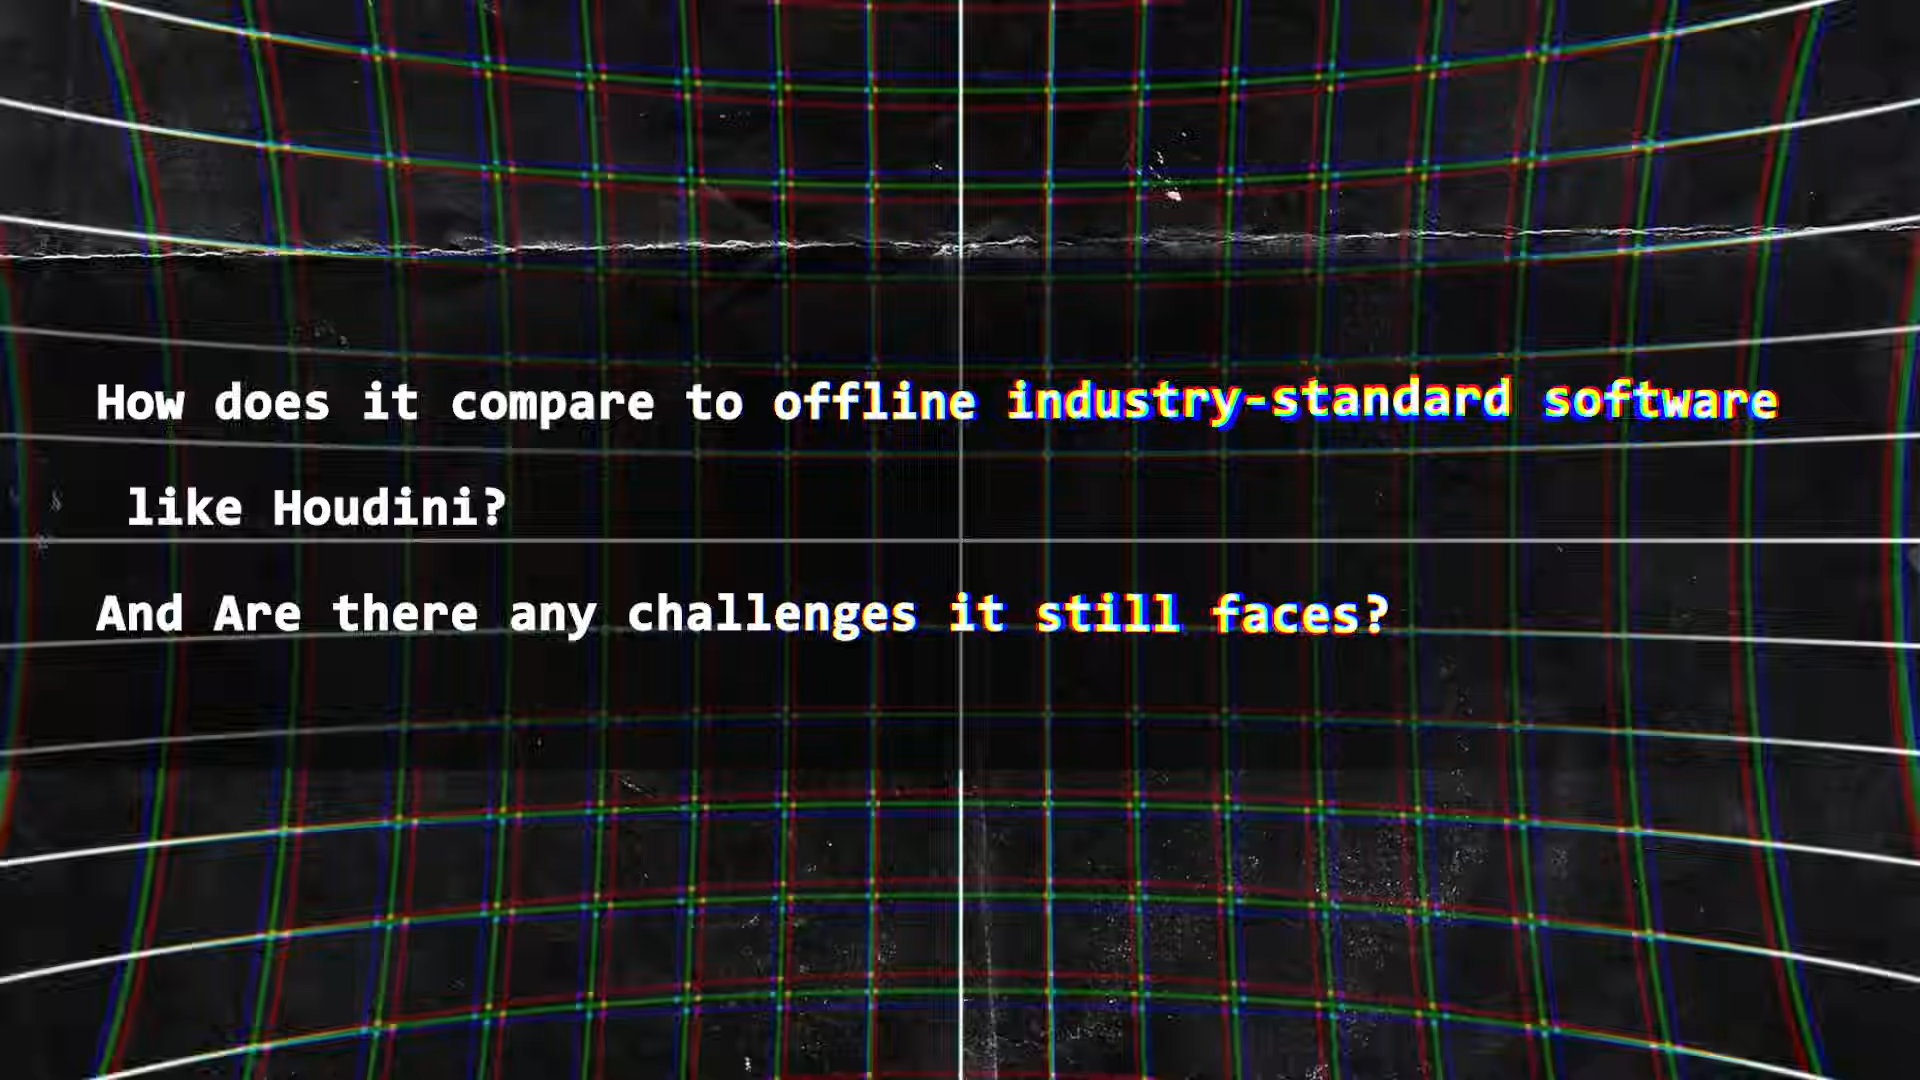 How does it compare to offline industry-standard software
like Houdini?
And Are there any challenges it still faces?